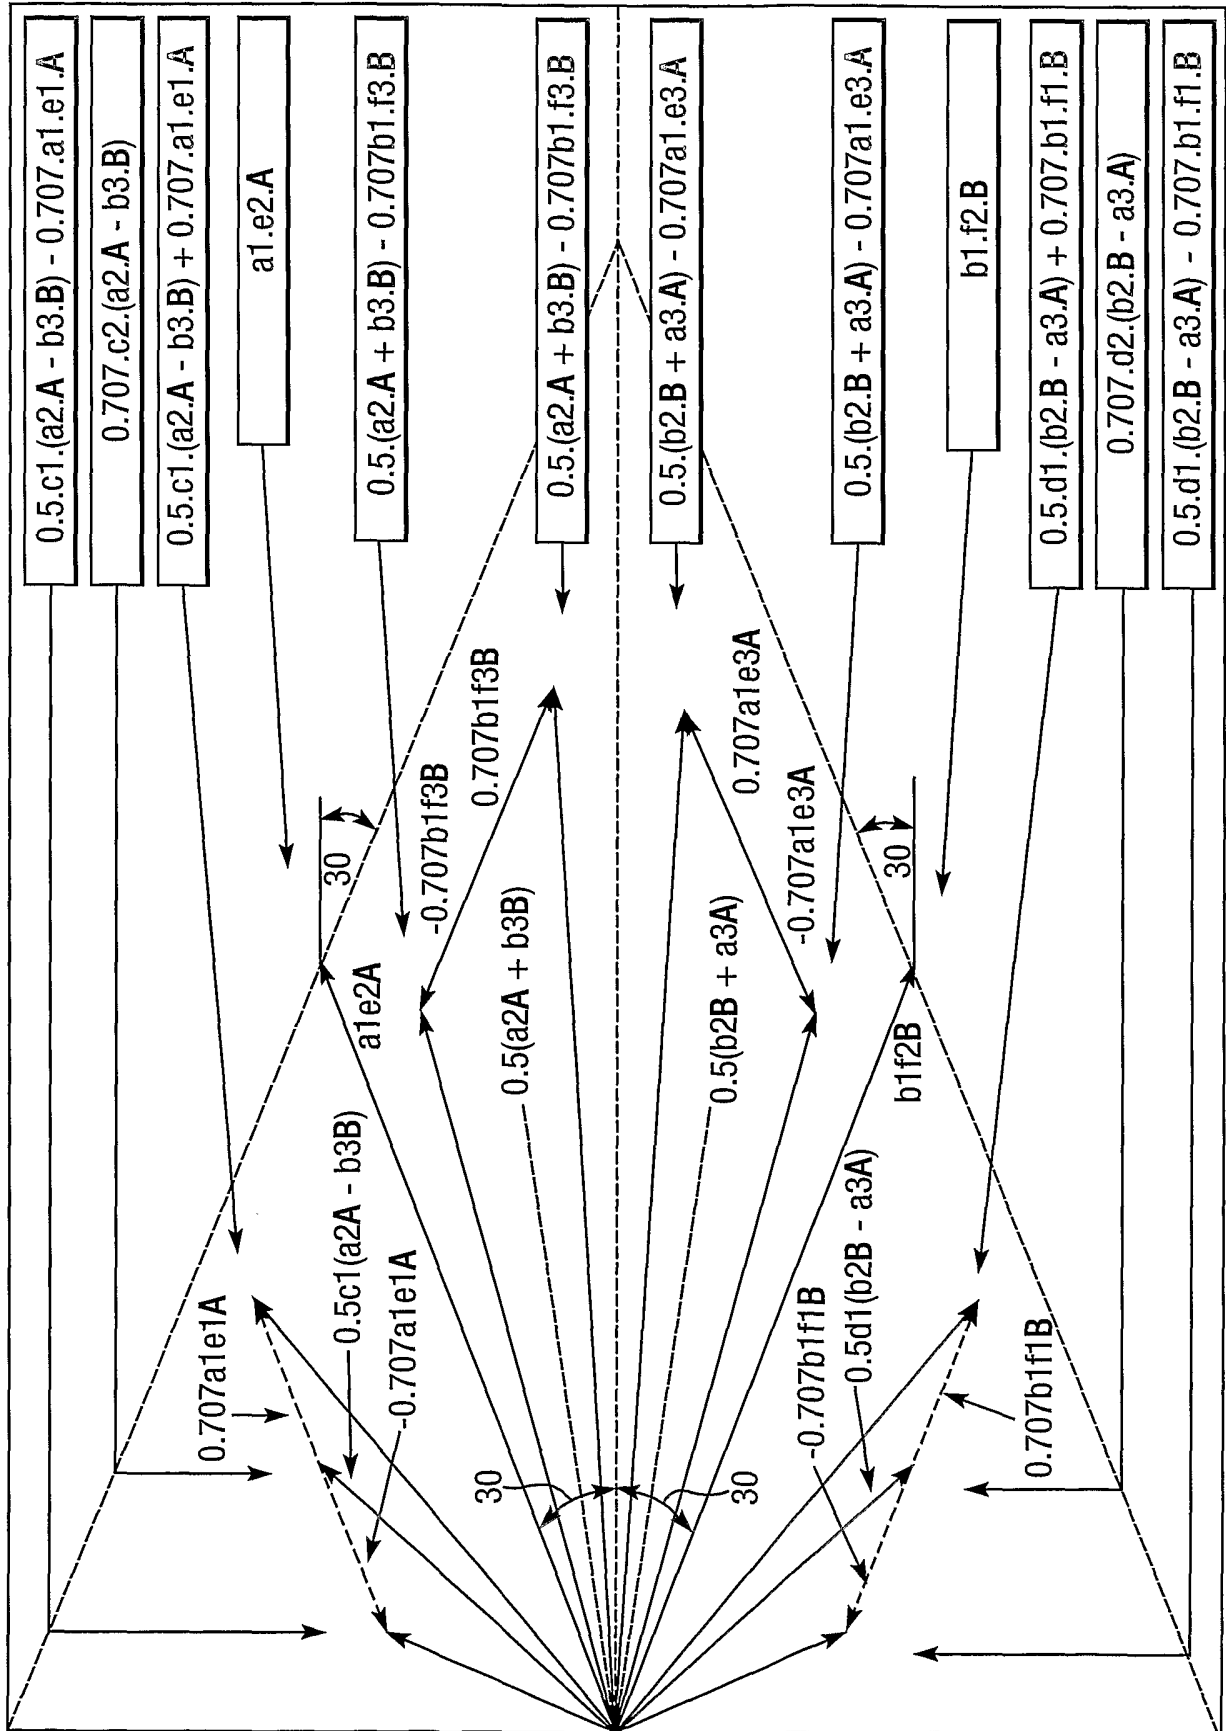 0.5.c1.(a2.A - b3.B) - 0.707.a1.e1.A
0.707.c2.(a2.A - b3.B)
0.5.c1.(a2.A - b3.B) + 0.707.a1.e1.A
a1.e2.A
0.5.(a2.A + b3.B) - 0.707b1.f3.B
0.5.(a2.A + b3.B) - 0.707b1.f3.B
0.5.(b2.B + a3.A) - 0.707a1.e3.A
0.5.(b2.B + a3.A) - 0.707a1.e3.A
b1.f2.B
0.5.d1.(b2.B - a3.A) + 0.707.b1.f1.B
0.707.d2.(b2.B - a3.A)
0.5.d1.(b2.B - a3.A) - 0.707.b1.f1.B
0.707a1e1A
0.5c1(a2A - b3B)
-0.707a1e1A
a1e2A
30
-0.707b1f3B
0.707b1f3B
0.5(a2A + b3B)
30
30
0.5(b2B + a3A)
0.707a1e3A
-0.707a1e3A
30
b1f2B
-0.707b1f1B
0.5d1(b2B - a3A)
0.707b1f1B